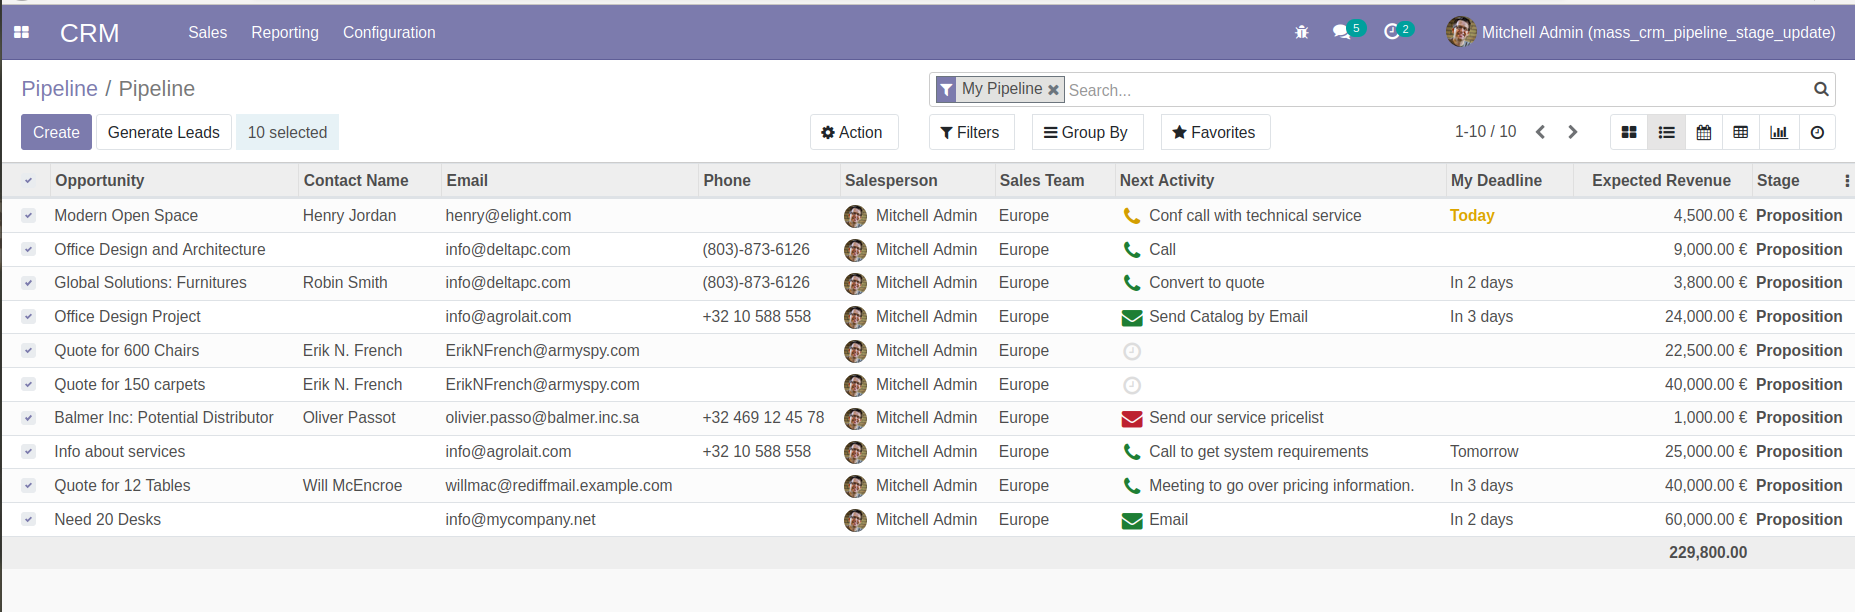 CRM Sales Reporting Configuration 5 2 Mitchell Admin (mass_crm_pipeline_stage_update)
Pipeline / Pipeline My Pipeline Search...
Create Generate Leads 10 selected Action Filters Group By Favorites 1-10 / 10
Opportunity Contact Name Email Phone Salesperson Sales Team Next Activity My Deadline Expected Revenue Stage
Modern Open Space Henry Jordan henry@elight.com Mitchell Admin Europe Conf call with technical service Today 4,500.00 € Proposition
Office Design and Architecture info@deltapc.com (803)-873-6126 Mitchell Admin Europe Call 9,000.00 € Proposition
Global Solutions: Furnitures Robin Smith info@deltapc.com (803)-873-6126 Mitchell Admin Europe Convert to quote In 2 days 3,800.00 € Proposition
Office Design Project info@agrolait.com +32 10 588 558 Mitchell Admin Europe Send Catalog by Email In 3 days 24,000.00 € Proposition
Quote for 600 Chairs Erik N. French ErikNFrench@armyspy.com Mitchell Admin Europe 22,500.00 € Proposition
Quote for 150 carpets Erik N. French ErikNFrench@armyspy.com Mitchell Admin Europe 40,000.00 € Proposition
Balmer Inc: Potential Distributor Oliver Passot olivier.passo@balmer.inc.sa +32 469 12 45 78 Mitchell Admin Europe Send our service pricelist 1,000.00 € Proposition
Info about services info@agrolait.com +32 10 588 558 Mitchell Admin Europe Call to get system requirements Tomorrow 25,000.00 € Proposition
Quote for 12 Tables Will McEncroe willmac@rediffmail.example.com Mitchell Admin Europe Meeting to go over pricing information. In 3 days 40,000.00 € Proposition
Need 20 Desks info@mycompany.net Mitchell Admin Europe Email In 2 days 60,000.00 € Proposition
229,800.00